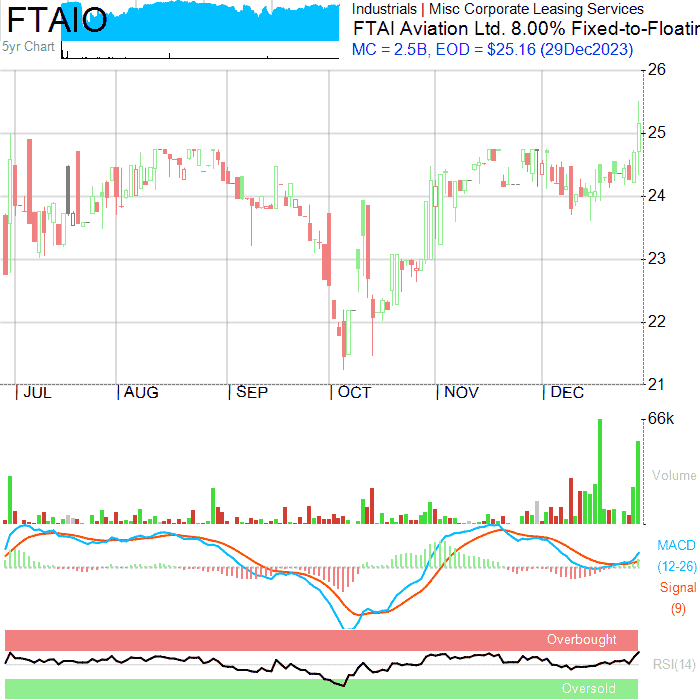 FTAIO
5yr Chart
Industrials | Misc Corporate Leasing Services
FTAI Aviation Ltd. 8.00% Fixed-to-Floatin
MC = 2.5B, EOD = $25.16 (29Dec2023)
26
25
24
23
22
21
JUL AUG SEP OCT NOV DEC
66k
Volume
MACD
(12-26)
Signal
(9)
Overbought
RSI(14)
Oversold